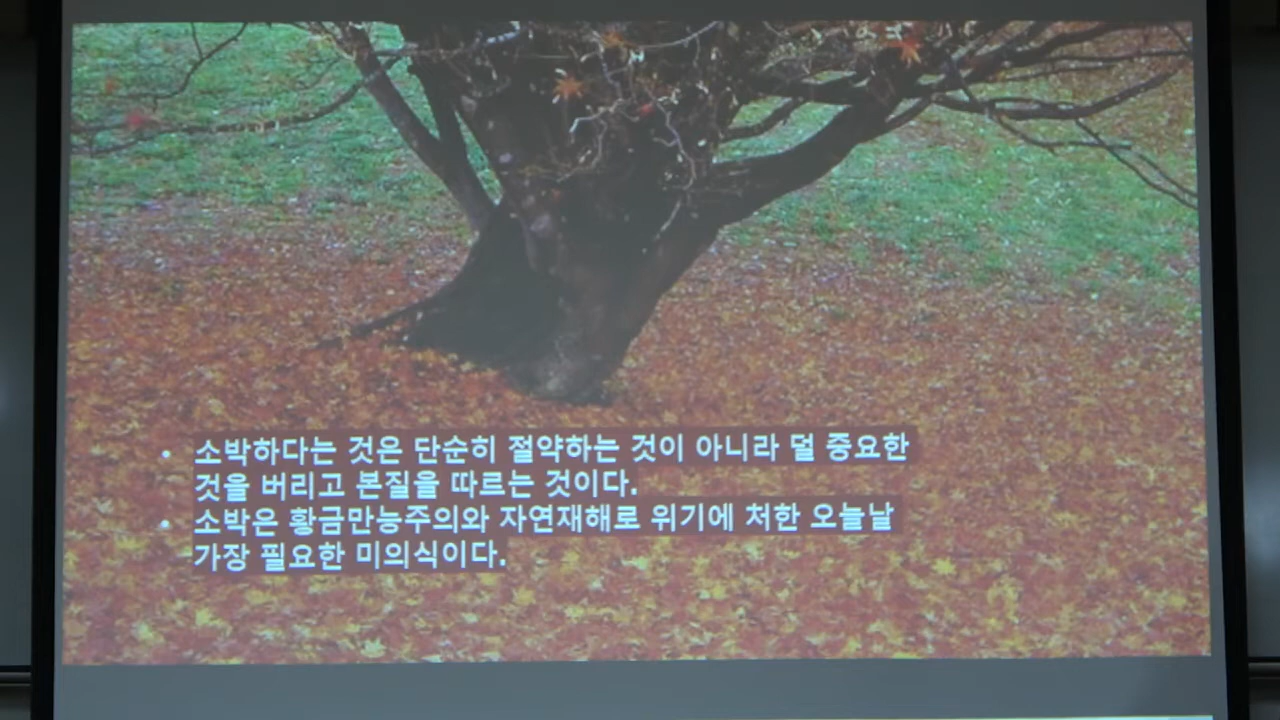 • 소박하다는 것은 단순히 절약하는 것이 아니라 덜 중요한
것을 버리고 본질을 따르는 것이다.
• 소박은 황금만능주의와 자연재해로 위기에 처한 오늘날
가장 필요한 미의식이다.